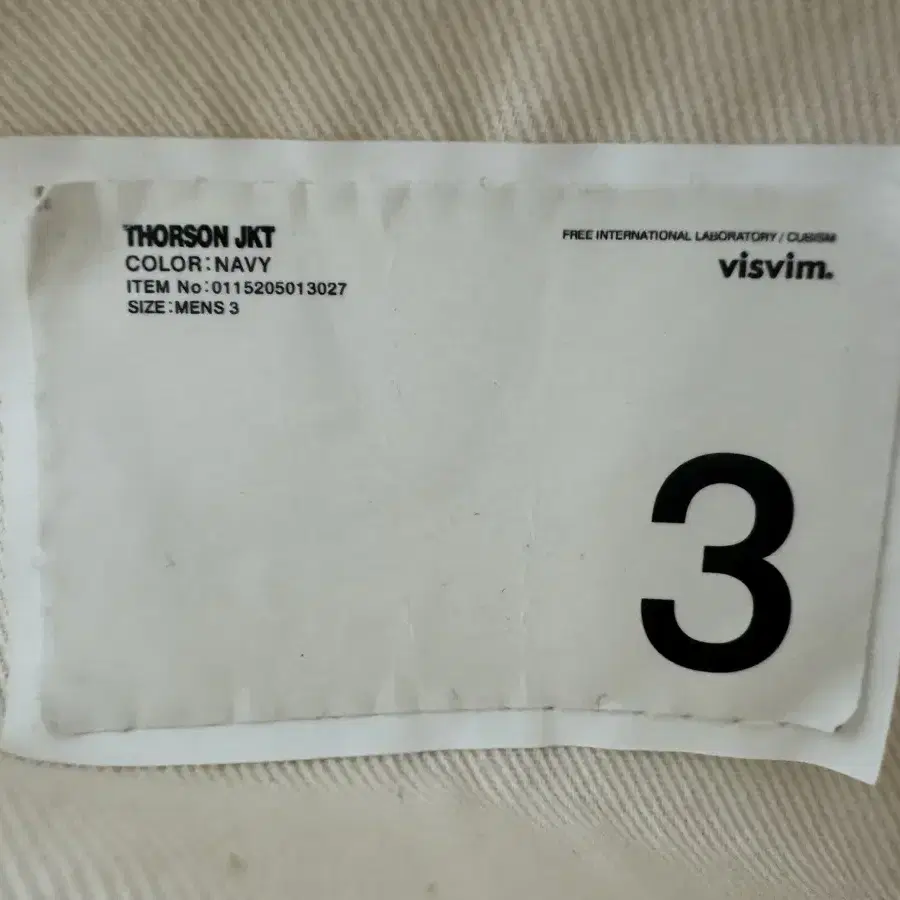 THORSON JKT
COLOR:NAVY
ITEM No:0115205013027
SIZE:MENS 3
FREE INTERNATIONAL LABORATORY / CUBISM
visvim.
3